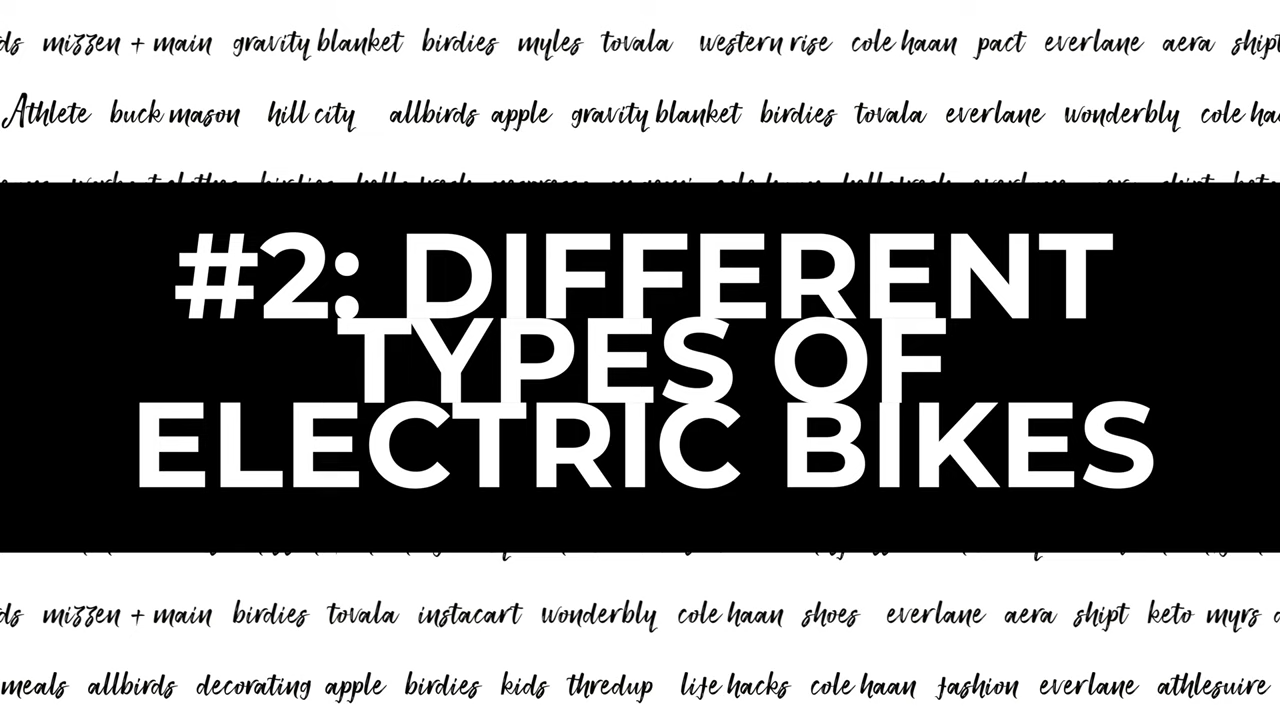 mizzen + main gravity blanket birdies myles tovala western rise cole haan pact everlane aera shipt
Athlete buck mason hill city allbirds apple gravity blanket birdies tovala everlane wonderbly cole
#2: DIFFERENT
TYPES OF
ELECTRIC BIKES
mizzen + main birdies tovala instacart wonderbly cole haan shoes everlane aera shipt keto myrs
meals allbirds decorating apple birdies kids thredup life hacks cole haan fashion everlane athlesuire